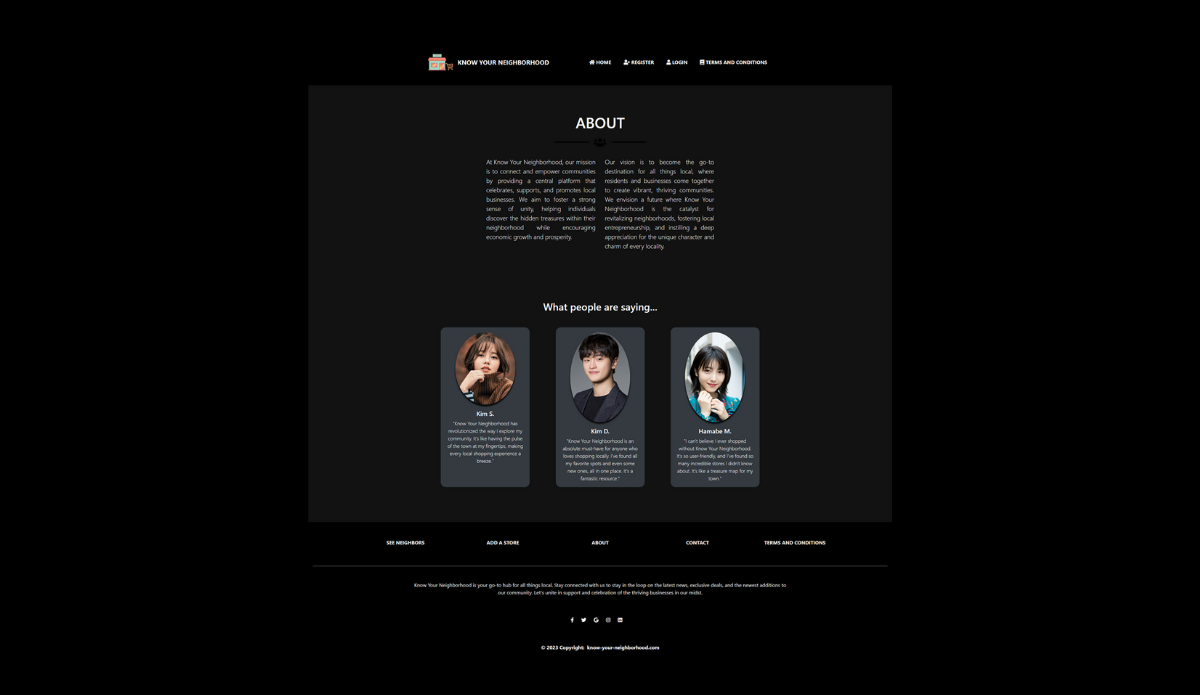 KNOW YOUR NEIGHBORHOOD
HOME
REGISTER
LOGIN
TERMS AND CONDITIONS
ABOUT
At Know Your Neighborhood, our mission
is to connect and empower communities
by providing a central platform that
celebrates, supports, and promotes local
businesses. We aim to foster a strong
sense of unity, helping individuals
discover the hidden treasures within their
neighborhood while encouraging
economic growth and prosperity.
Our vision is to become the go-to
destination for all things local, where
residents and businesses come together
to create vibrant, thriving communities.
We envision a future where Know Your
Neighborhood is the catalyst for
revitalizing neighborhoods, fostering local
entrepreneurship, and instilling a deep
appreciation for the unique character and
charm of every locality.
What people are saying...
Kim S.
"Know Your Neighborhood has
revolutionized the way I explore my
community. It's like having the pulse
of the town at my fingertips, making
every local shopping experience a
breeze."
Kim D.
"Know Your Neighborhood is an
absolute must-have for anyone who
loves shopping locally. I've found all
my favorite spots and even some
new ones, all in one place. It's a
fantastic resource."
Hamabe M.
"I can't believe I ever shopped
without Know Your Neighborhood.
It's so user-friendly, and I've found so
many incredible stores I didn't know
about. It's like a treasure map for my
town."
SEE NEIGHBORS
ADD A STORE
ABOUT
CONTACT
TERMS AND CONDITIONS
Know Your Neighborhood is your go-to hub for all things local. Stay connected with us to stay in the loop on the latest news, exclusive deals, and the newest additions to
our community. Let's unite in support and celebration of the thriving businesses in our midst.
© 2023 Copyright: know-your-neighborhood.com